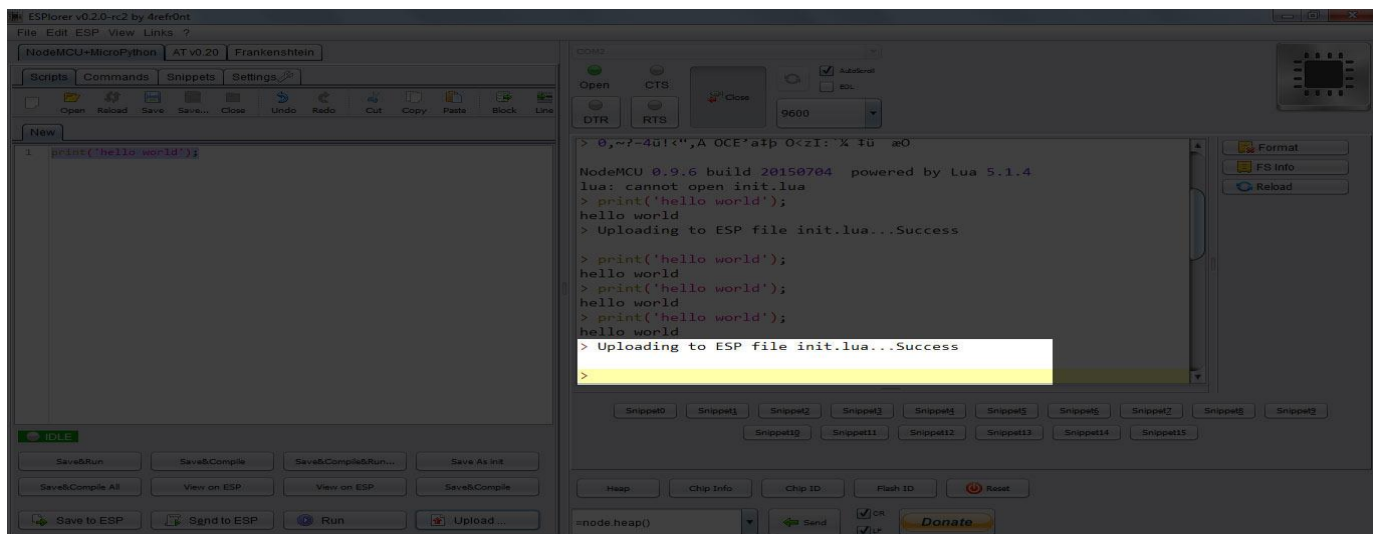 ESPlorer v0.2.0-rc2 by 4refr0nt
File Edit ESP View Links ?
NodeMCU+MicroPython AT v0.20 Frankenshtein
Scripts Commands Snippets Settings
Open Reload Save Save... Close Undo Redo Cut Copy Paste Block Line
New
1 print('hello world');
IDLE
Save&Run Save&Compile Save&Compile&Run... Save As init
Save&Compile All View on ESP View on ESP Save&Compile
Save to ESP Send to ESP Run Upload ...
AutoScroll
Open CTS Close EOL
DTR RTS 9600
NodeMCU 0.9.6 build 20150704 powered by Lua 5.1.4
lua: cannot open init.lua
> print('hello world');
hello world
> Uploading to ESP file init.lua...Success
> print('hello world');
hello world
> print('hello world');
hello world
> print('hello world');
hello world
> Uploading to ESP file init.lua...Success
>
Format
FS Info
Reload
Snippet0 Snippet1 Snippet2 Snippet3 Snippet4 Snippet5 Snippet6 Snippet7 Snippet8 Snippet9
Snippet10 Snippet11 Snippet12 Snippet13 Snippet14 Snippet15
Heap Chip Info Chip ID Flash ID Reset
=node.heap() Send CR Donate
LF